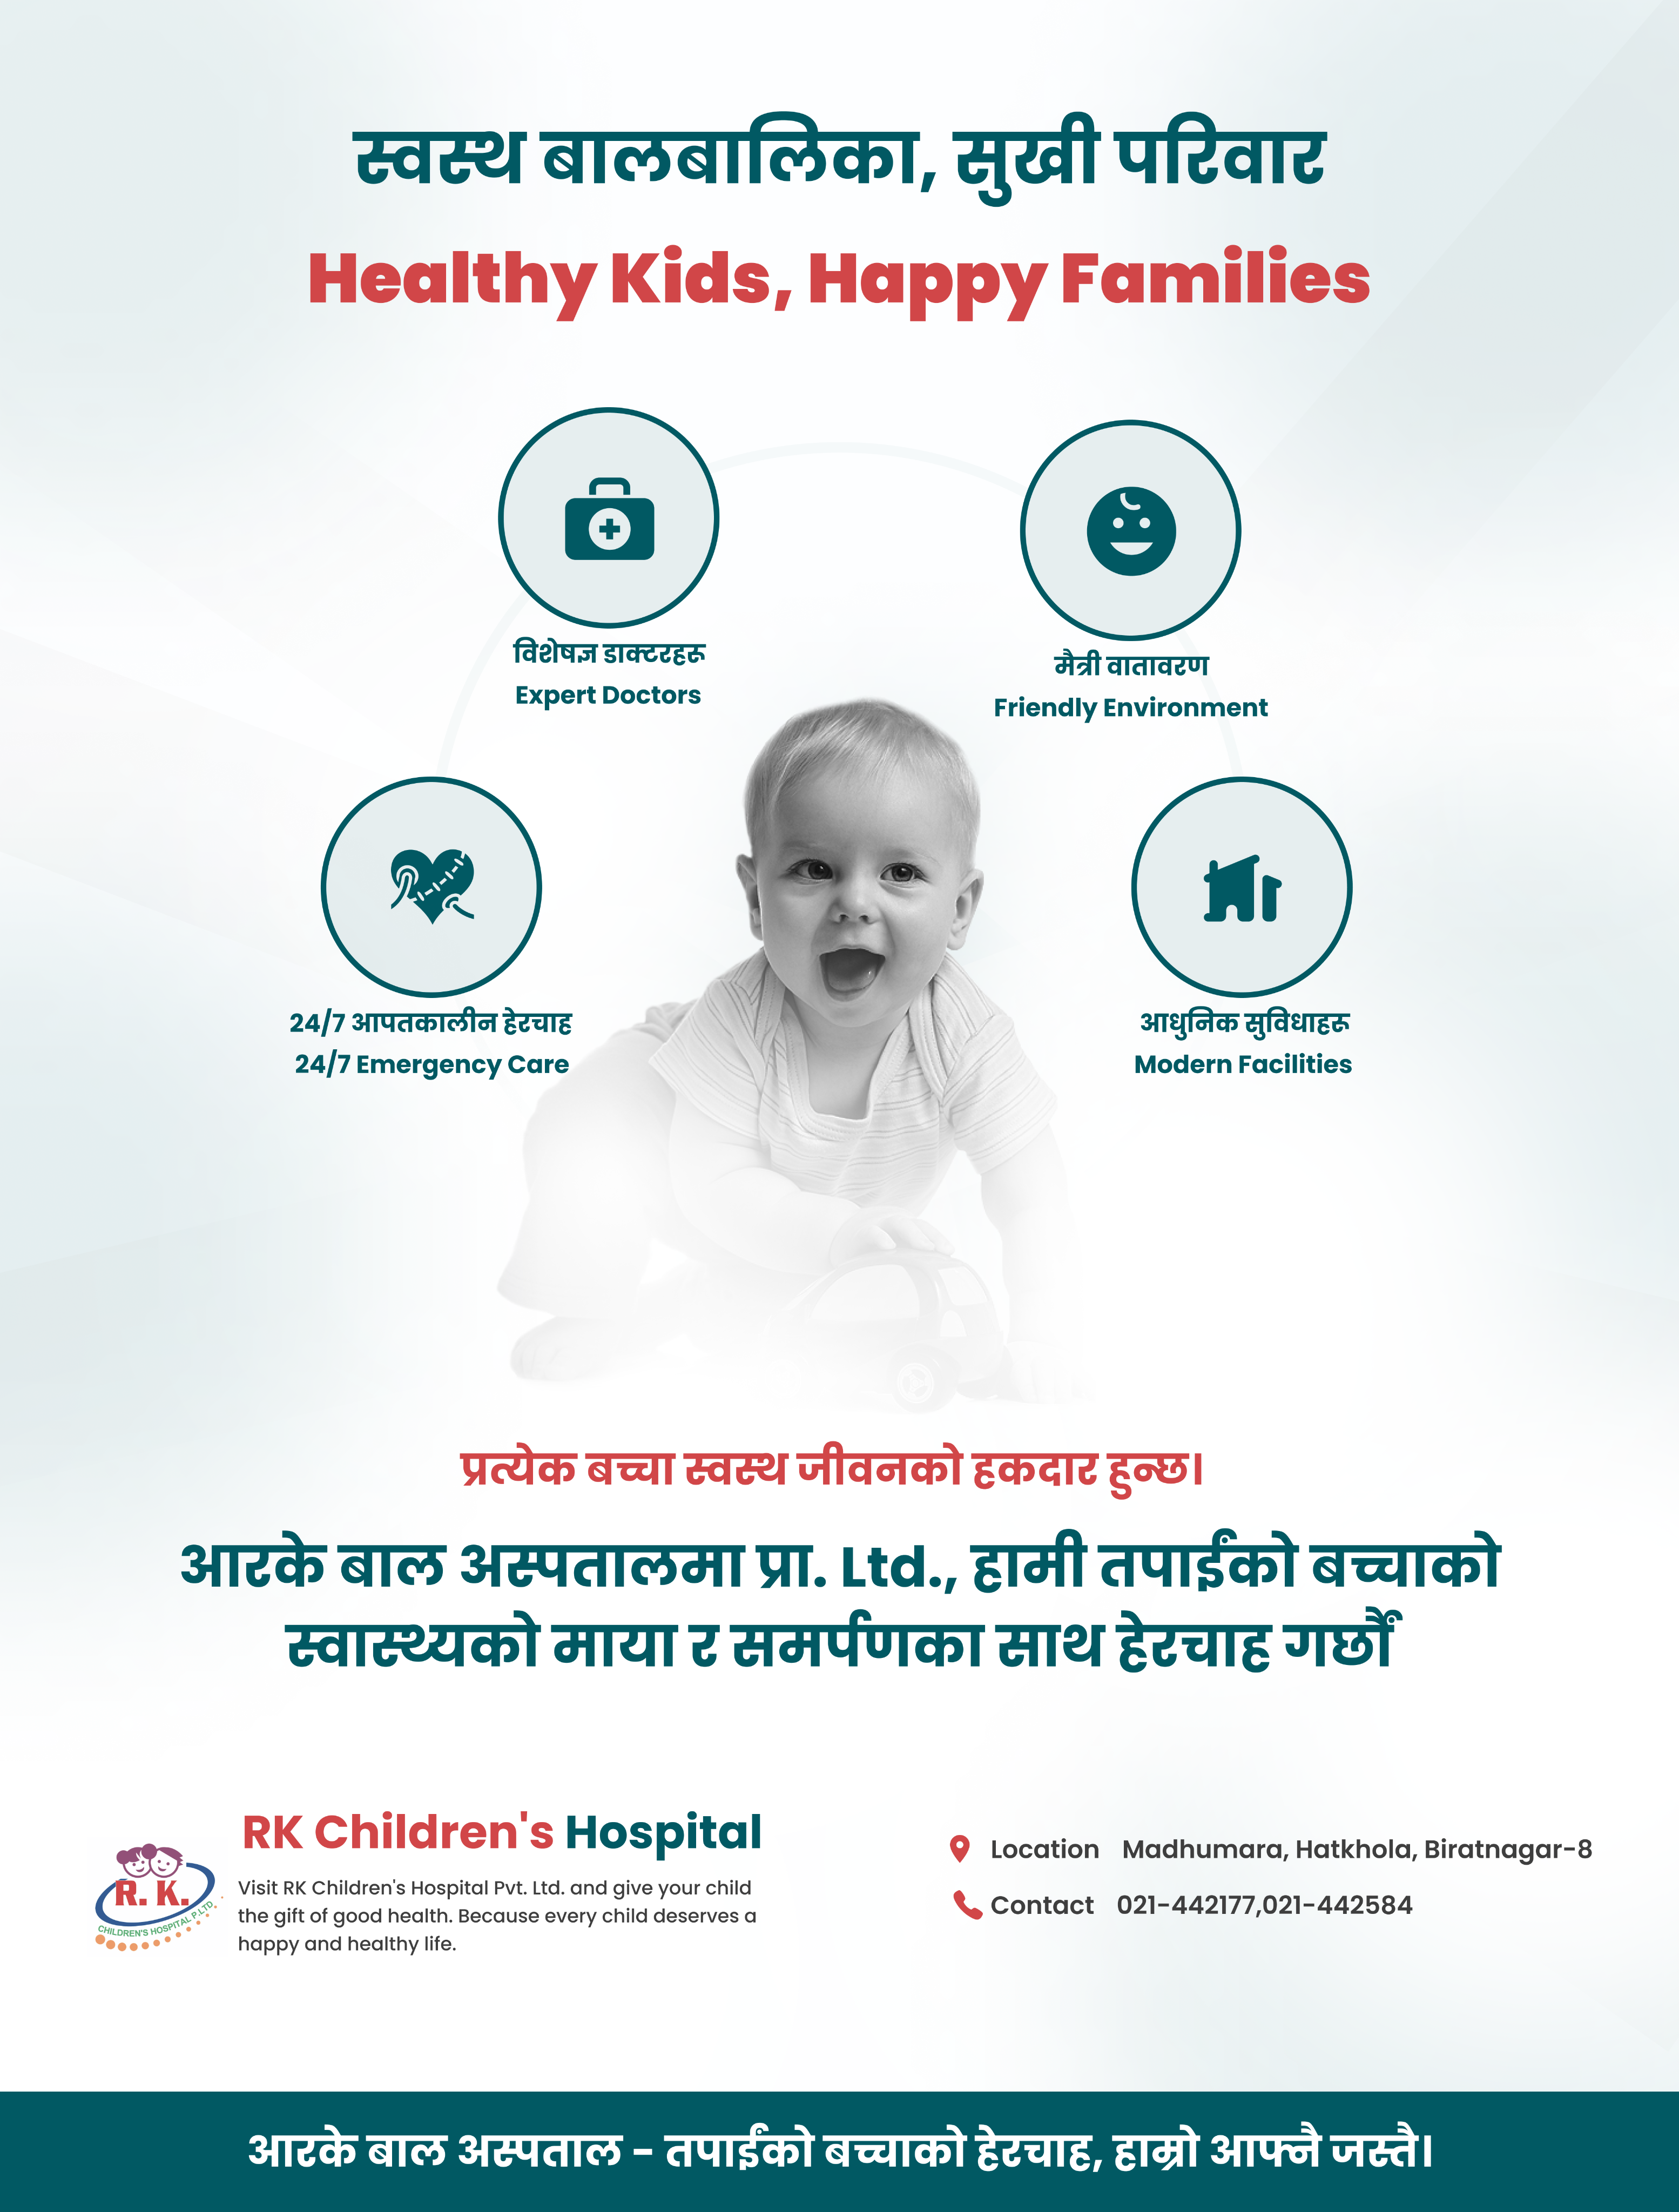 स्वस्थ बालबालिका, सुखी परिवार
Healthy Kids, Happy Families
विशेषज्ञ डाक्टरहरू
Expert Doctors
मैत्री वातावरण
Friendly Environment
24/7 आपतकालीन हेरचाह
24/7 Emergency Care
आधुनिक सुविधाहरू
Modern Facilities
प्रत्येक बच्चा स्वस्थ जीवनको हकदार हुन्छ।
आरके बाल अस्पतालमा प्रा. Ltd., हामी तपाईंको बच्चाको
स्वास्थ्यको माया र समर्पणका साथ हेरचाह गर्छौं
R. K.
CHILDREN'S HOSPITAL P.LTD
RK Children's Hospital
Visit RK Children's Hospital Pvt. Ltd. and give your child
the gift of good health. Because every child deserves a
happy and healthy life.
Location Madhumara, Hatkhola, Biratnagar-8
Contact 021-442177,021-442584
आरके बाल अस्पताल - तपाईंको बच्चाको हेरचाह, हाम्रो आफ्नै जस्तै।